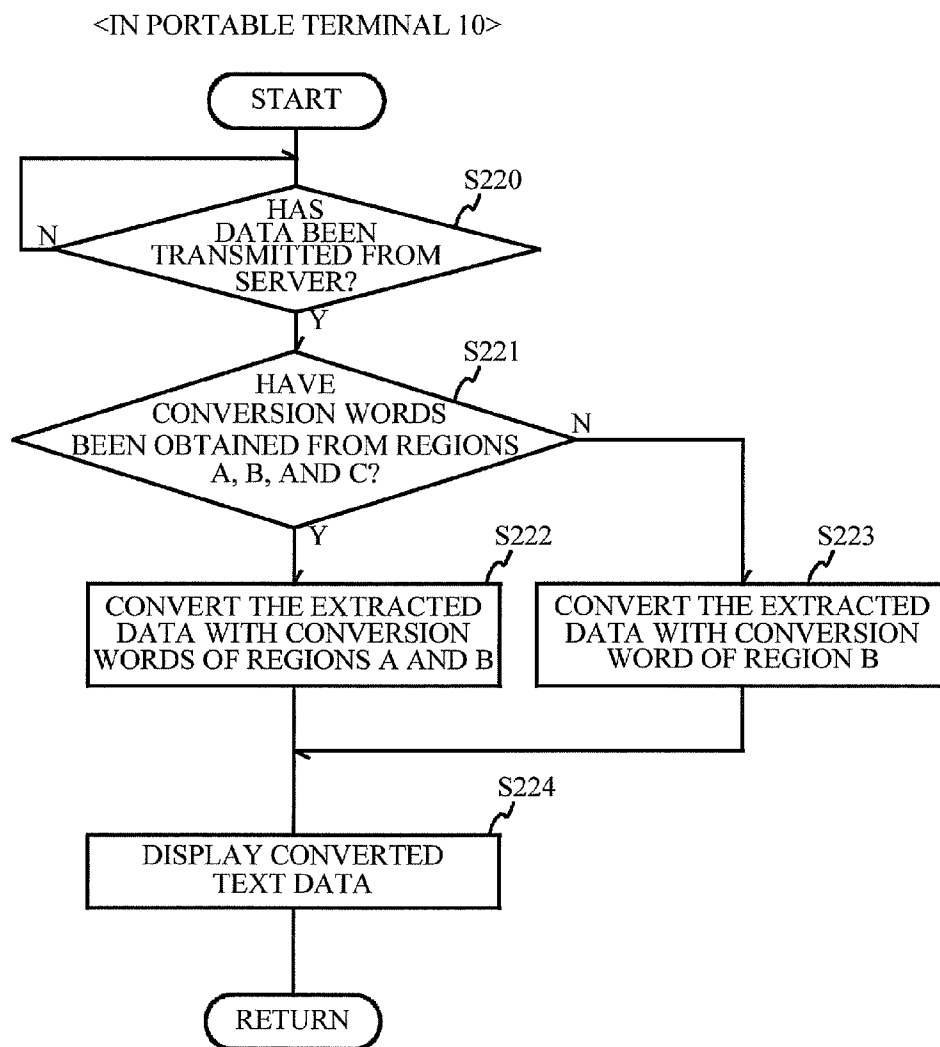 <IN PORTABLE TERMINAL 10>
START
S220
HAS
DATA BEEN
TRANSMITTED FROM
SERVER?
N
Y
S221
HAVE
CONVERSION WORDS
BEEN OBTAINED FROM REGIONS
A, B, AND C?
N
Y
S222
CONVERT THE EXTRACTED
DATA WITH CONVERSION
WORDS OF REGIONS A AND B
S223
CONVERT THE EXTRACTED
DATA WITH CONVERSION
WORD OF REGION B
S224
DISPLAY CONVERTED
TEXT DATA
RETURN